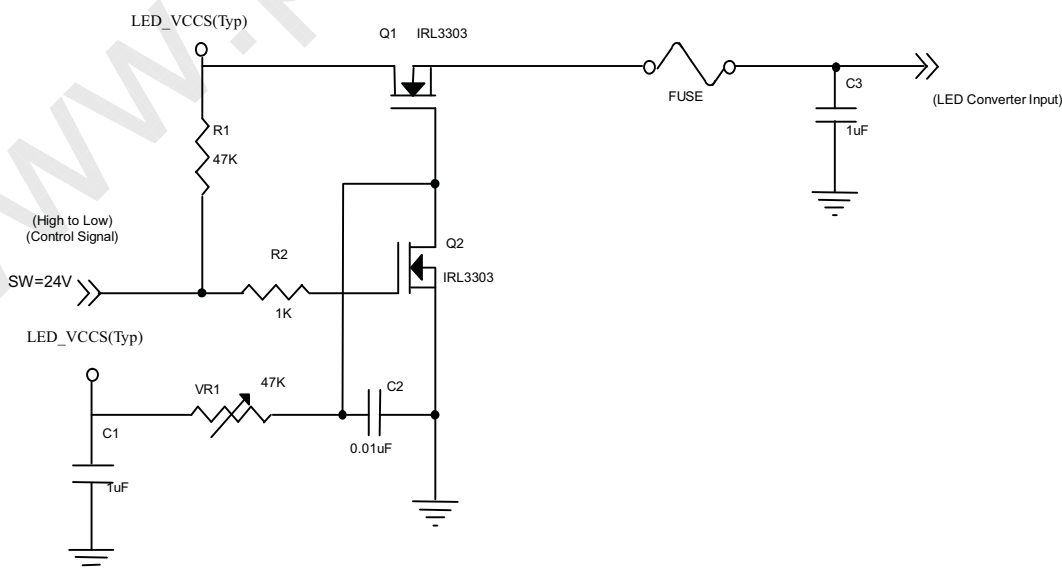 LED_VCCS(Typ)
Q1 IRL3303
FUSE
C3
(LED Converter Input)
1uF
R1
47K
(High to Low)
(Control Signal)
SW=24V
R2
1K
Q2
IRL3303
LED_VCCS(Typ)
VR1
47K
C2
0.01uF
C1
1uF
www.p